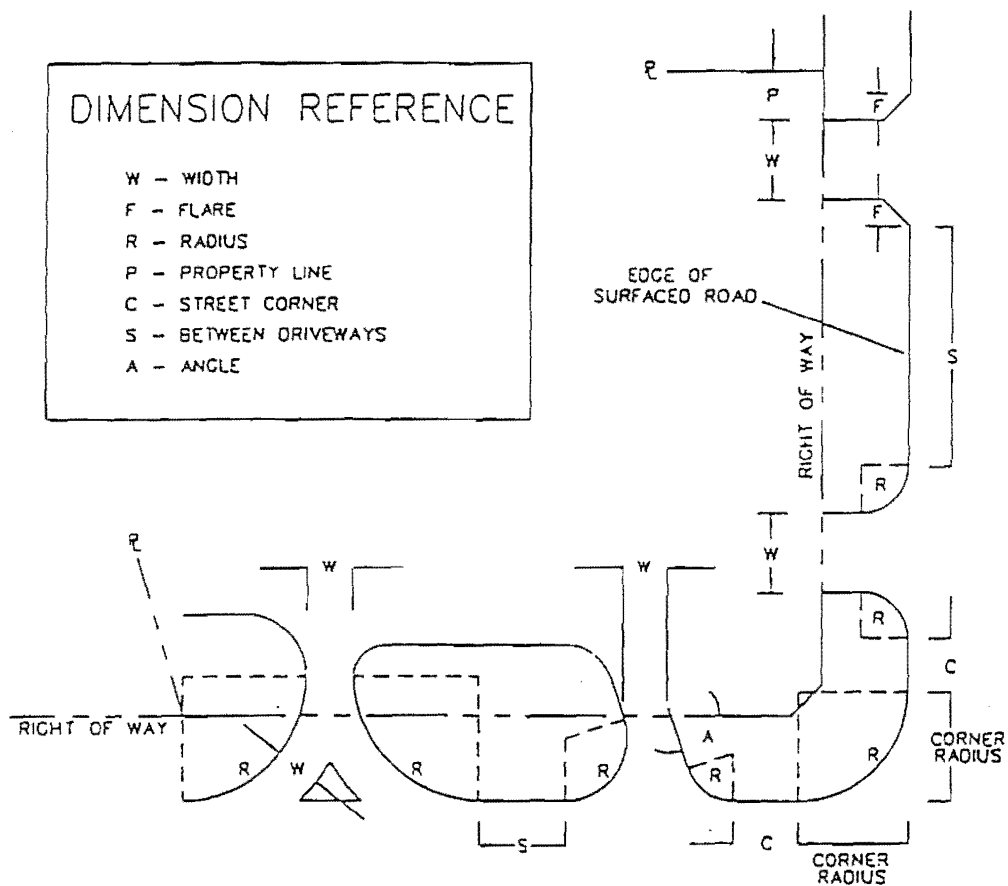 DIMENSION REFERENCE
W – WIDTH
F – FLARE
R – RADIUS
P – PROPERTY LINE
C – STREET CORNER
S – BETWEEN DRIVEWAYS
A – ANGLE
℄
P
F
W
F
EDGE OF
SURFACED ROAD
RIGHT OF WAY
S
R
W
℄
W
W
R
C
RIGHT OF WAY
A
CORNER
RADIUS
R
W
R
R
R
R
S
C
CORNER
RADIUS